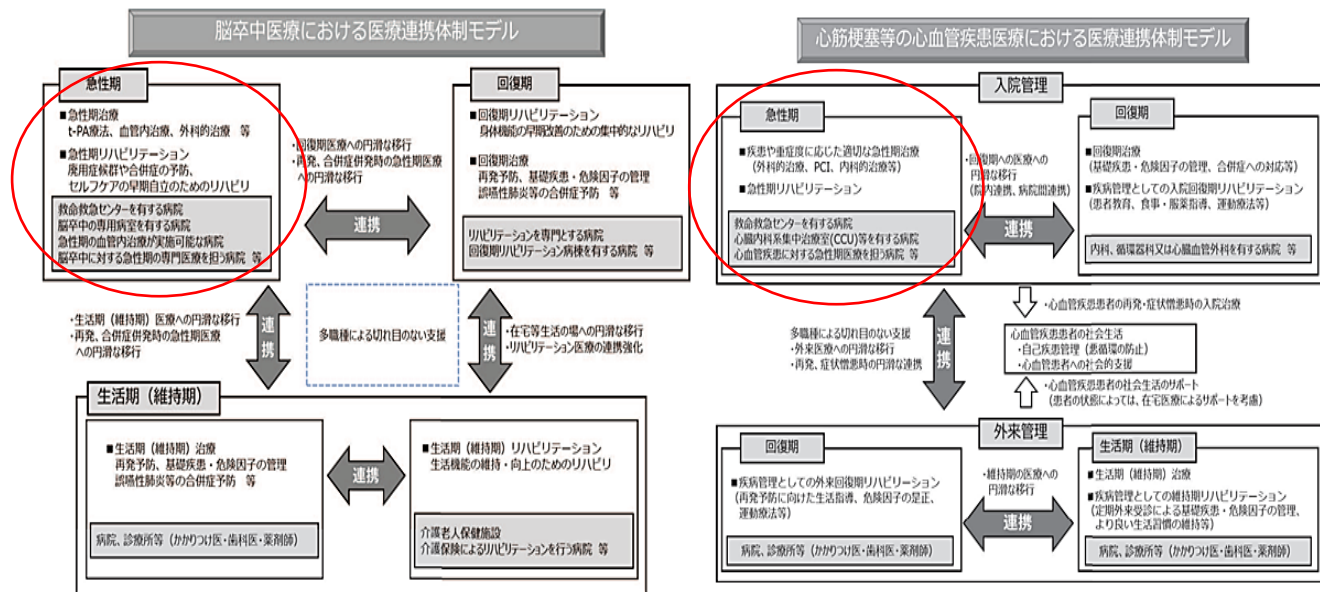 脳卒中医療における医療連携体制モデル
急性期
■急性期治療
t-PA療法、血管内治療、外科的治療 等
■急性期リハビリテーション
廃用症候群や合併症の予防、
セルフケアの早期自立のためのリハビリ
救命救急センターを有する病院
脳卒中の専用病室を有する病院
急性期の血管内治療が実施可能な病院
脳卒中に対する急性期の専門医療を担う病院 等
・回復期医療への円滑な移行
・再発、合併症併発時の急性期医療
への円滑な移行
連携
回復期
■回復期リハビリテーション
身体機能の早期改善のための集中的なリハビリ
■回復期治療
再発予防、基礎疾患・危険因子の管理
誤嚥性肺炎等の合併症予防 等
リハビリテーションを専門とする病院
回復期リハビリテーション病棟を有する病院 等
・生活期（維持期）医療への円滑な移行
・再発、合併症併発時の急性期医療
への円滑な移行
連携
多職種による切れ目のない支援
連携
・在宅等生活の場への円滑な移行
・リハビリテーション医療の連携強化
生活期（維持期）
■生活期（維持期）治療
再発予防、基礎疾患・危険因子の管理
誤嚥性肺炎等の合併症予防 等
病院、診療所等（かかりつけ医・歯科医・薬剤師）
連携
■生活期（維持期）リハビリテーション
生活機能の維持・向上のためのリハビリ
介護老人保健施設
介護保険によるリハビリテーションを行う病院 等
心筋梗塞等の心血管疾患医療における医療連携体制モデル
入院管理
急性期
■疾患や重症度に応じた適切な急性期治療
（外科的治療、PCI、内科的治療等）
■急性期リハビリテーション
救命救急センターを有する病院
心臓内科系集中治療室(CCU)等を有する病院
心血管疾患に対する急性期医療を担う病院 等
・回復期への医療への
円滑な移行
（院内連携、病院間連携）
連携
回復期
■回復期治療
（基礎疾患・危険因子の管理、合併症への対応等）
■疾病管理としての入院回復期リハビリテーション
（患者教育、食事・服薬指導、運動療法等）
内科、循環器科又は心臓血管外科を有する病院 等
多職種による切れ目のない支援
・外来医療への円滑な移行
・再発、症状憎悪時の円滑な連携
連携
・心血管疾患患者の再発・症状憎悪時の入院治療
心血管疾患患者の社会生活
・自己疾患管理（悪循環の防止）
・心血管患者への社会的支援
・心血管疾患患者の社会生活のサポート
（患者の状態によっては、在宅医療によるサポートを考慮）
外来管理
回復期
■疾病管理としての外来回復期リハビリーション
（再発予防に向けた生活指導、危険因子の是正、
運動療法等）
病院、診療所等（かかりつけ医・歯科医・薬剤師）
・維持期の医療への
円滑な移行
連携
生活期（維持期）
■生活期（維持期）治療
■疾病管理としての維持期リハビリテーション
（定期外来受診による基礎疾患・危険因子の管理、
より良い生活習慣の維持等）
病院、診療所等（かかりつけ医・歯科医・薬剤師）